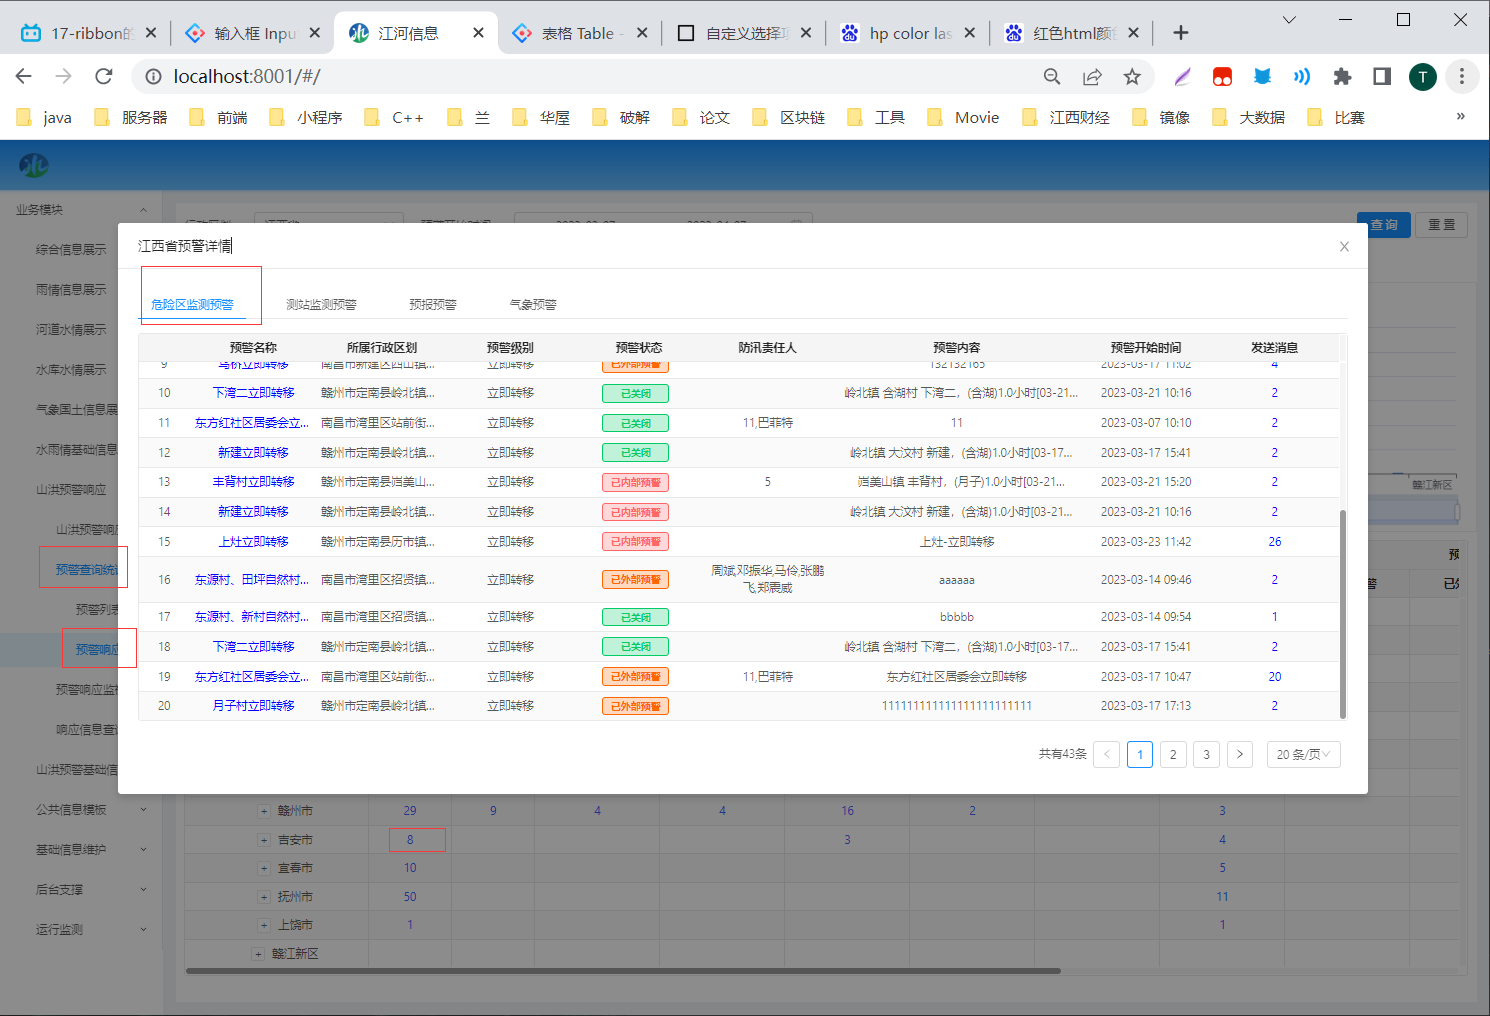 17-ribbon的
输入框 Inpu
江河信息
表格 Table -
自定义选择项
hp color las
红色html颜色
localhost:8001/#/
T
java
服务器
前端
小程序
C++
兰
华屋
破解
论文
区块链
工具
Movie
江西财经
镜像
大数据
比赛
»
业务模块
综合信息展示
雨情信息展示
河道水情展示
水库水情展示
气象国土信息展
水雨情基础信息
山洪预警响应
山洪预警响应
预警查询统计
预警列表
预警响应
预警响应监
响应信息查询
山洪预警基础信
公共信息模板
基础信息维护
后台支撑
运行监测
查 询
重 置
江西省预警详情
危险区监测预警 测站监测预警 预报预警 气象预警
预警名称 所属行政区划 预警级别 预警状态 防汛责任人 预警内容 预警开始时间 发送消息
9 乌桥立即转移 南昌市新建区西山镇... 立即转移 已外部预警 132132165 2023-03-17 11:02 4
10 下湾二立即转移 赣州市定南县岭北镇... 立即转移 已关闭 岭北镇 含湖村 下湾二，(含湖)1.0小时[03-21... 2023-03-21 10:16 2
11 东方红社区居委会立... 南昌市湾里区站前街... 立即转移 已关闭 11,巴菲特 11 2023-03-07 10:10 2
12 新建立即转移 赣州市定南县岭北镇... 立即转移 已关闭 岭北镇 大汶村 新建，(含湖)1.0小时[03-17... 2023-03-17 15:41 2
13 丰背村立即转移 赣州市定南县岿美山... 立即转移 已内部预警 5 岿美山镇 丰背村，(月子)1.0小时[03-21... 2023-03-21 15:20 2
14 新建立即转移 赣州市定南县岭北镇... 立即转移 已内部预警 岭北镇 大汶村 新建，(含湖)1.0小时[03-17... 2023-03-21 10:16 2
15 上灶立即转移 赣州市定南县历市镇... 立即转移 已内部预警 上灶-立即转移 2023-03-23 11:42 26
16 东源村、田坪自然村... 南昌市湾里区招贤镇... 立即转移 已外部预警 周斌,邓振华,马伶,张鹏飞,郑震威 aaaaaa 2023-03-14 09:46 2
17 东源村、新村自然村... 南昌市湾里区招贤镇... 立即转移 已关闭 bbbbb 2023-03-14 09:54 1
18 下湾二立即转移 赣州市定南县岭北镇... 立即转移 已关闭 岭北镇 含湖村 下湾二，(含湖)1.0小时[03-17... 2023-03-17 15:41 2
19 东方红社区居委会立... 南昌市湾里区站前街... 立即转移 已外部预警 11,巴菲特 东方红社区居委会立即转移 2023-03-17 10:47 20
20 月子村立即转移 赣州市定南县岭北镇... 立即转移 已外部预警 111111111111111111111111 2023-03-17 17:13 2
共有43条 < 1 2 3 > 20 条/页
赣江新区
预
警
已外
+ 赣州市 29 9 4 4 16 2 3
+ 吉安市 8 3 4
+ 宜春市 10 5
+ 抚州市 50 11
+ 上饶市 1 1
+ 赣江新区